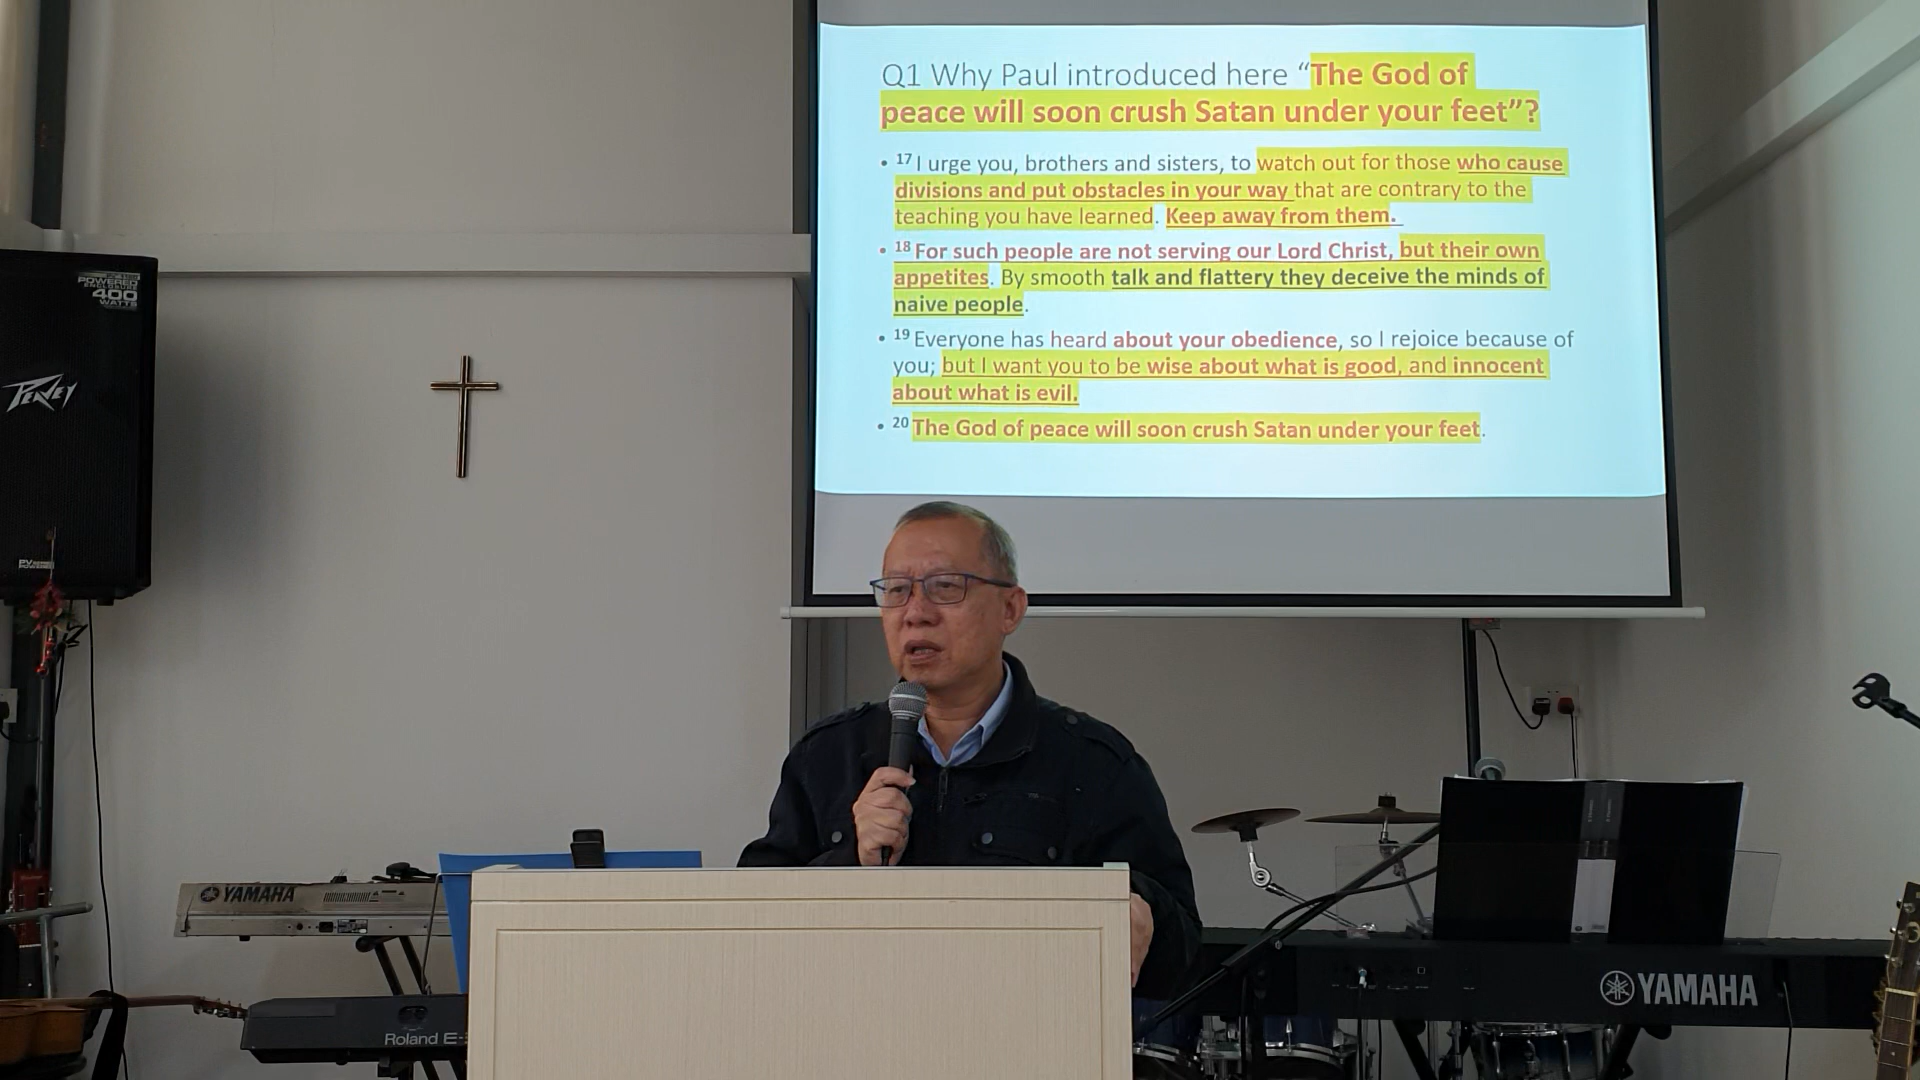 Q1 Why Paul introduced here “The God of
peace will soon crush Satan under your feet”?
• 17 I urge you, brothers and sisters, to watch out for those who cause
divisions and put obstacles in your way that are contrary to the
teaching you have learned. Keep away from them.
• 18 For such people are not serving our Lord Christ, but their own
appetites. By smooth talk and flattery they deceive the minds of
naive people.
• 19 Everyone has heard about your obedience, so I rejoice because of
you; but I want you to be wise about what is good, and innocent
about what is evil.
• 20 The God of peace will soon crush Satan under your feet.
POWERED
ENCLOSURE
400
WATTS
PEAVEY
YAMAHA
Roland E-
YAMAHA